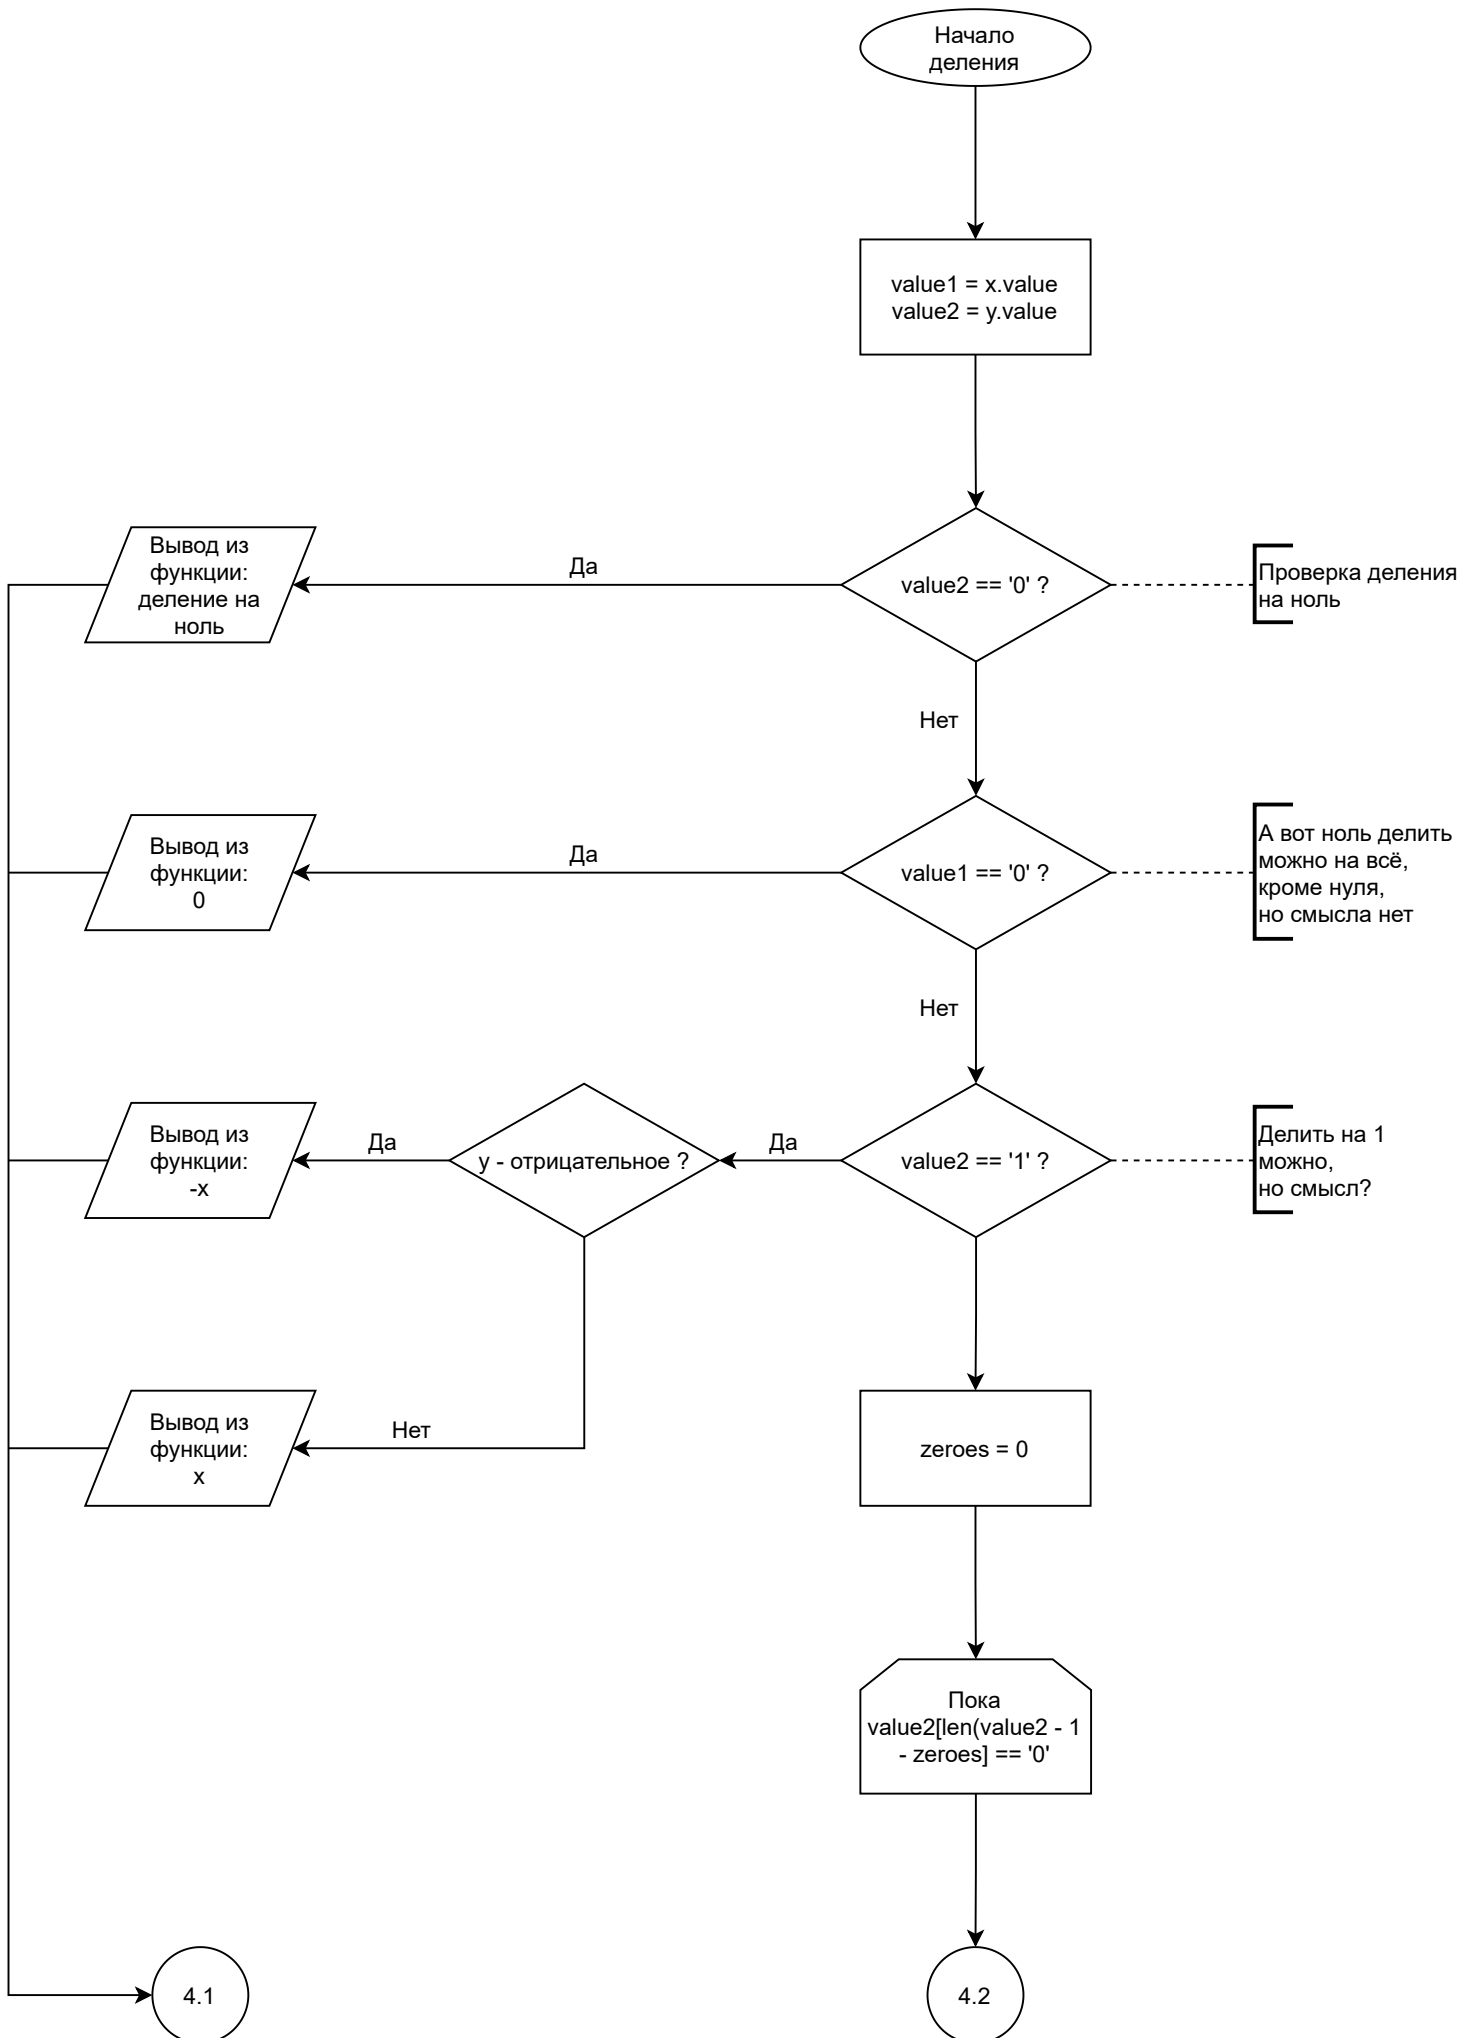 Начало
деления
value1 = x.value
value2 = y.value
Вывод из
функции:
деление на
ноль
Да
value2 == '0' ?
Проверка деления
на ноль
Нет
Вывод из
функции:
0
Да
value1 == '0' ?
А вот ноль делить
можно на всё,
кроме нуля,
но смысла нет
Нет
Вывод из
функции:
-x
Да
y - отрицательное ?
Да
value2 == '1' ?
Делить на 1
можно,
но смысл?
Вывод из
функции:
x
Нет
zeroes = 0
Пока
value2[len(value2 - 1
- zeroes] == '0'
4.1
4.2